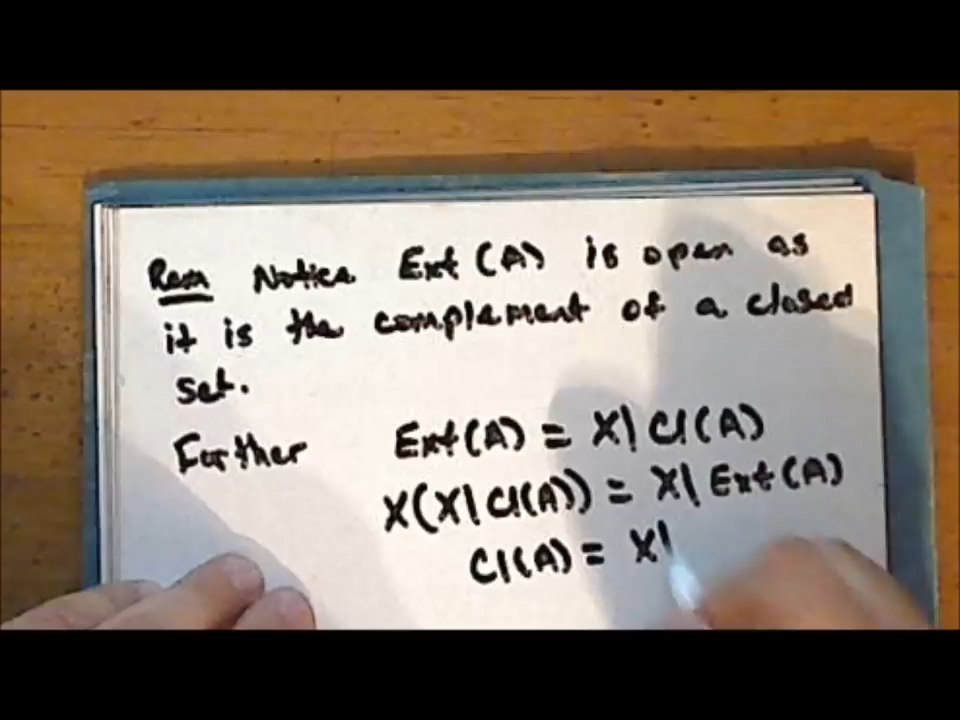 Rem Notice Ext(A) is open as
it is the complement of a closed
set.
Further Ext(A) = X\Cl(A)
X(X\Cl(A)) = X\Ext(A)
Cl(A) = X\